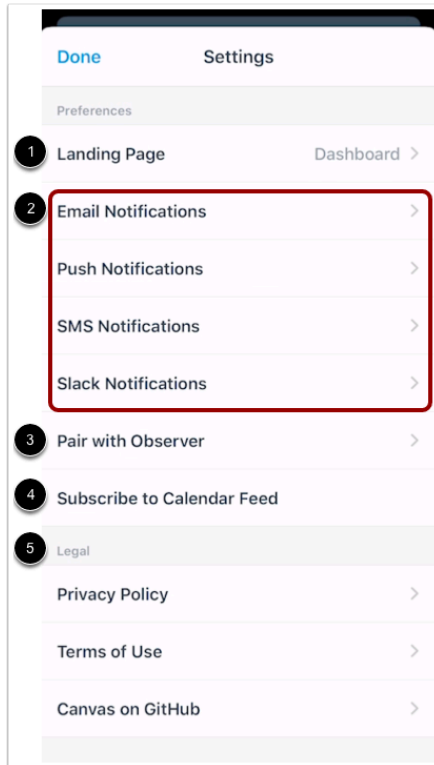 Done Settings
Preferences
1 Landing Page Dashboard
2 Email Notifications
Push Notifications
SMS Notifications
Slack Notifications
3 Pair with Observer
4 Subscribe to Calendar Feed
5 Legal
Privacy Policy
Terms of Use
Canvas on GitHub